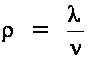 ρ = λ / ν